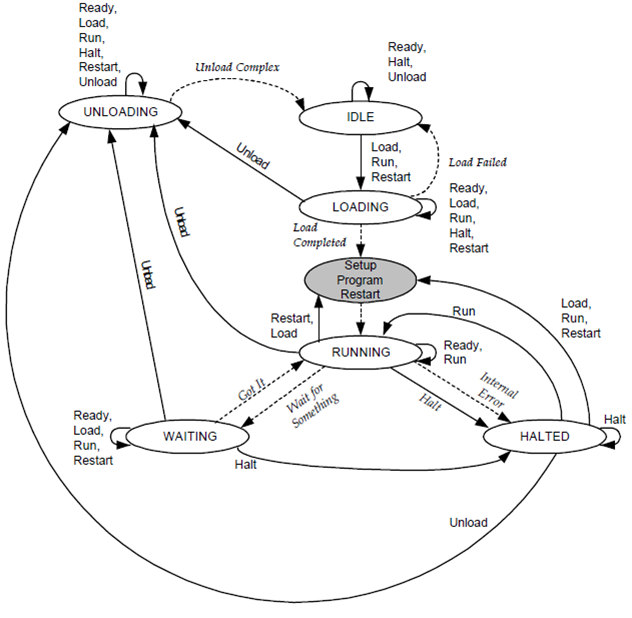 Ready,
Load,
Run,
Halt,
Restart,
Unload
UNLOADING
Unload Complex
Ready,
Halt,
Unload
IDLE
Load,
Run,
Restart
Load Failed
Unload
LOADING
Ready,
Load,
Run,
Halt,
Restart
Load
Completed
Unload
Setup
Program
Restart
Unload
Restart,
Load
Run
Load,
Run,
Restart
RUNNING
Ready,
Run
Got It
Wait for
Something
Halt
Internal
Error
Ready,
Load,
Run,
Restart
WAITING
Halt
HALTED
Halt
Unload